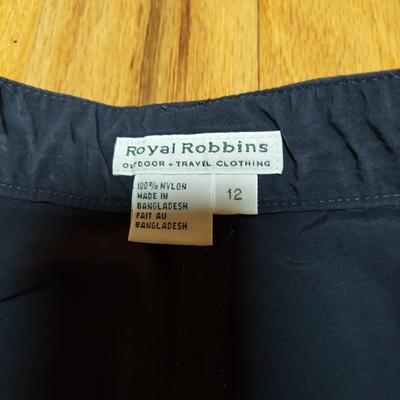 Royal Robbins
OUTDOOR + TRAVEL CLOTHING
100% NYLON
MADE IN
BANGLADESH
FAIT AU
BANGLADESH
12